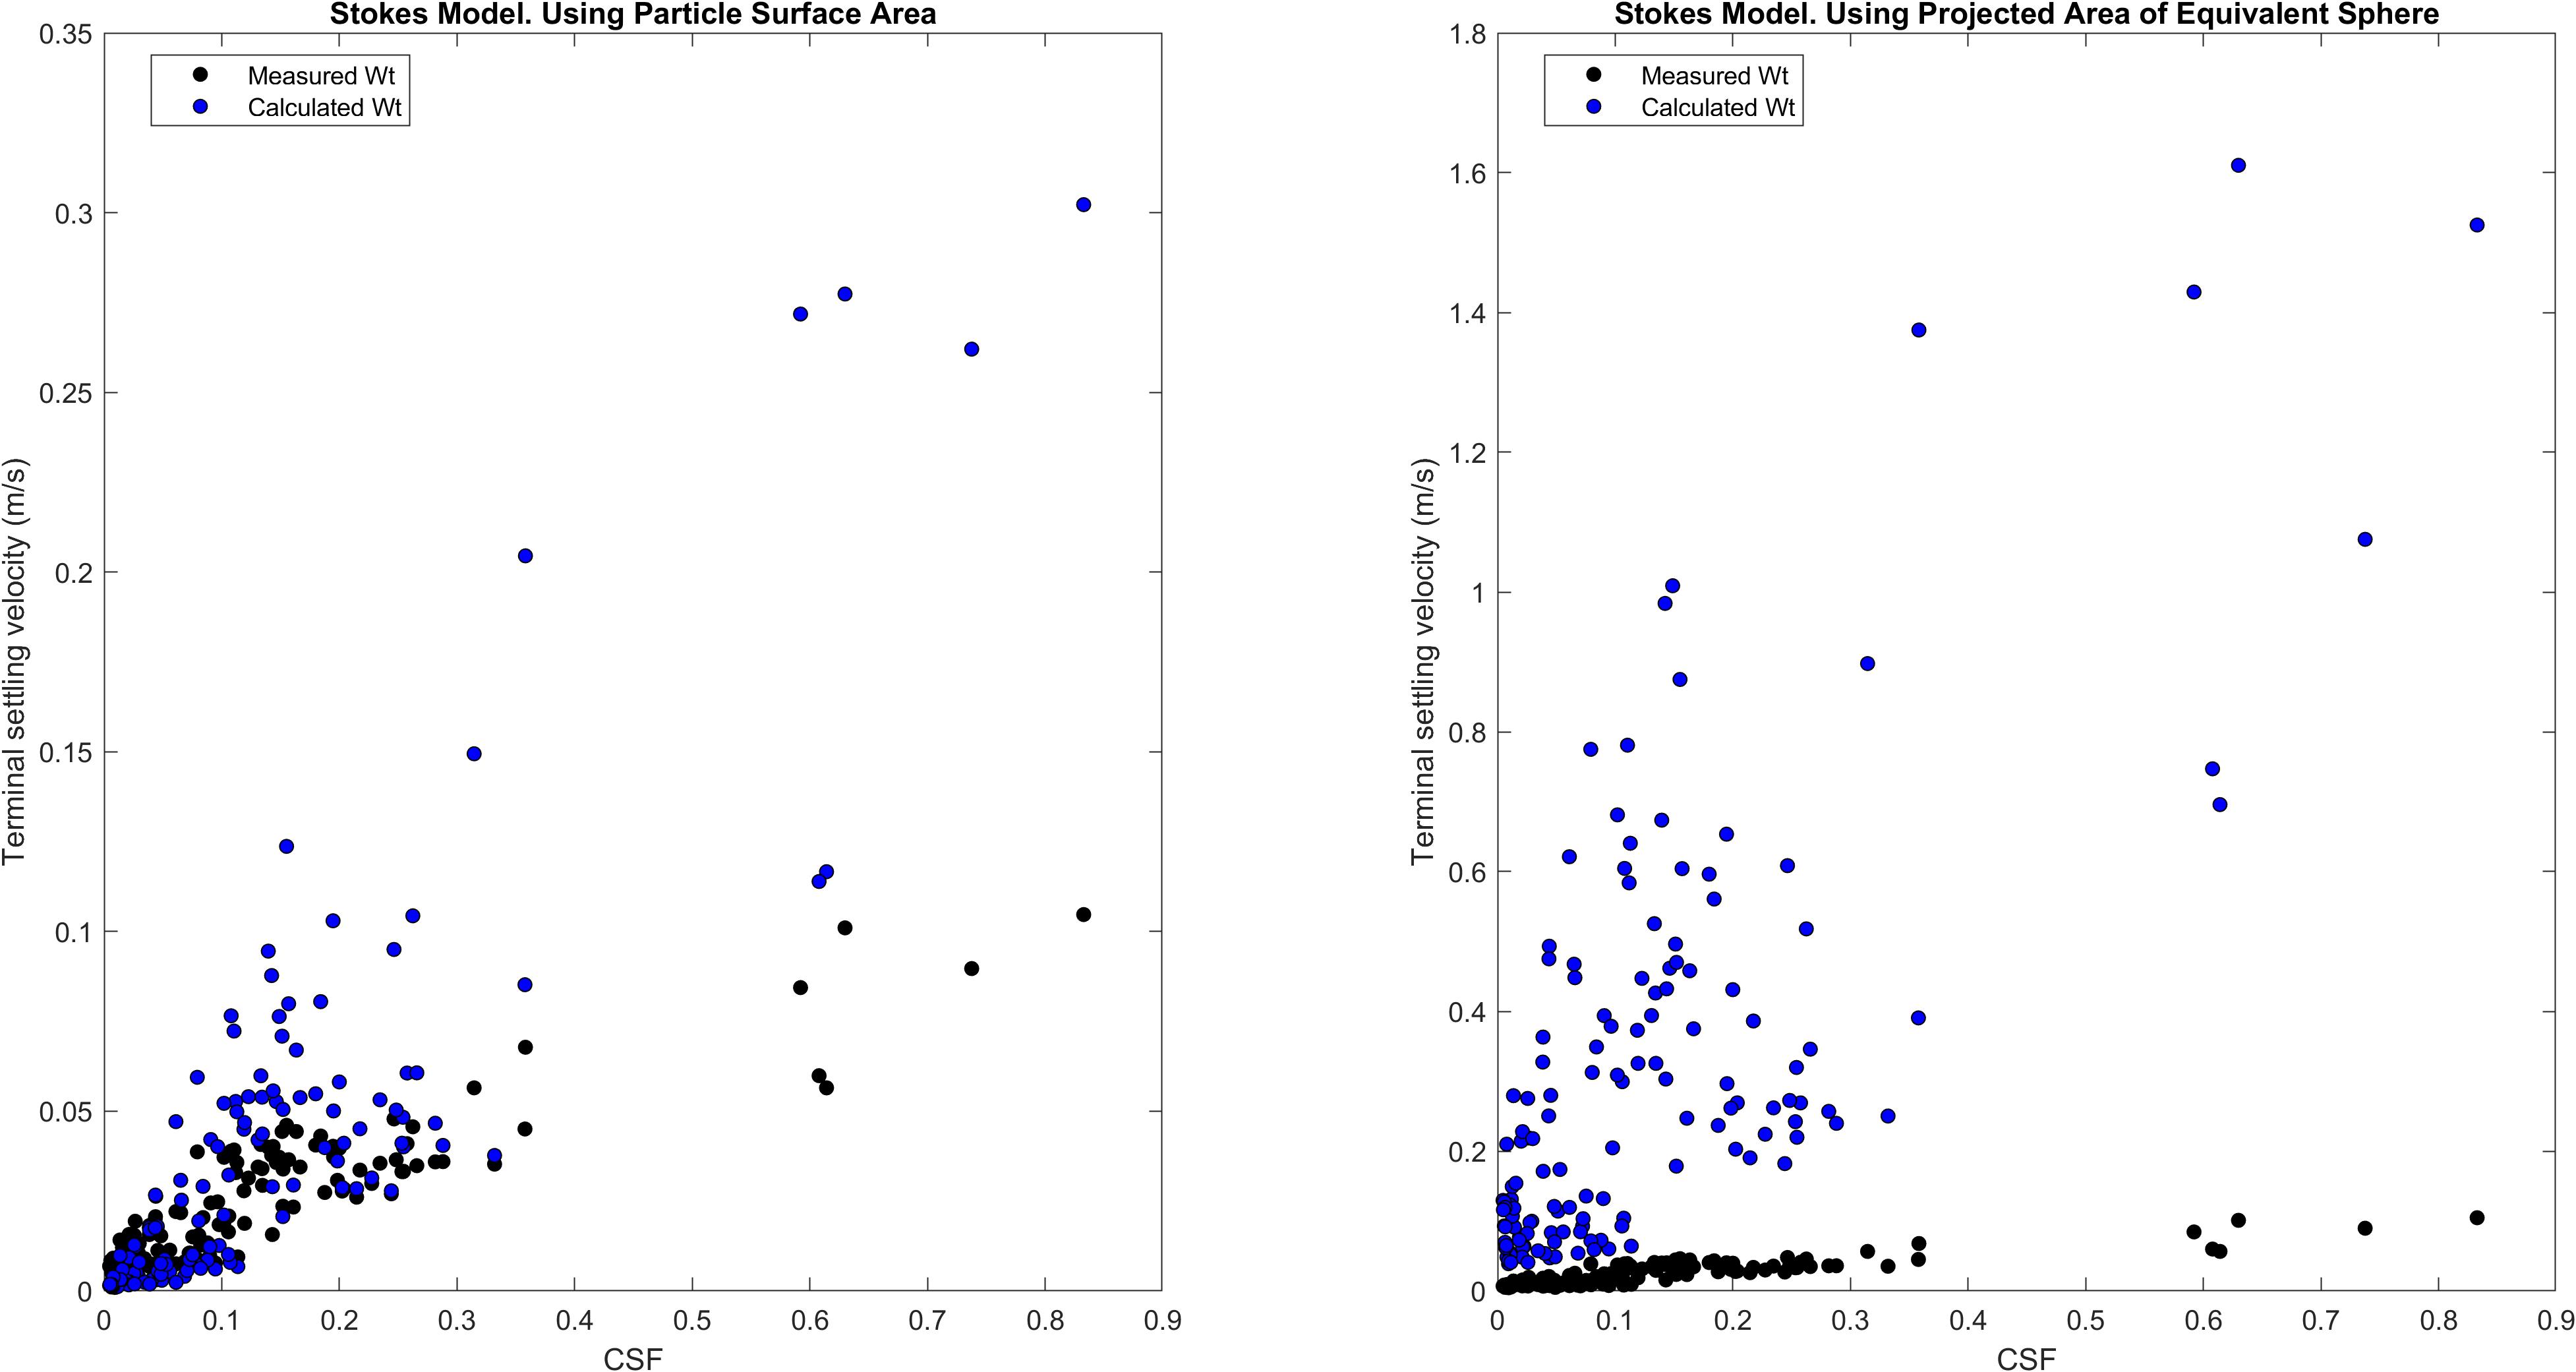 Stokes Model. Using Particle Surface Area
Measured Wt
Calculated Wt
Terminal settling velocity (m/s)
0.35
0.3
0.25
0.2
0.15
0.1
0.05
0
0 0.1 0.2 0.3 0.4 0.5 0.6 0.7 0.8 0.9
CSF
Stokes Model. Using Projected Area of Equivalent Sphere
Measured Wt
Calculated Wt
Terminal settling velocity (m/s)
1.8
1.6
1.4
1.2
1
0.8
0.6
0.4
0.2
0
0 0.1 0.2 0.3 0.4 0.5 0.6 0.7 0.8 0.9
CSF